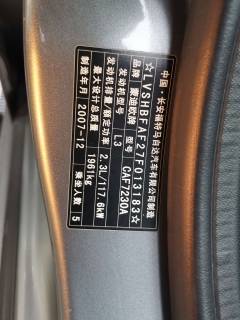 中国·长安福特马自达汽车有限公司制造
☆LVSHBFAF27F013183☆
品牌 蒙迪欧牌 整车型号 CAF7230A
发动机型号 L3
发动机排量/额定功率 2.3L/117.6kW
最大设计总质量 1961kg
制造年月 2007-12 乘坐人数 5